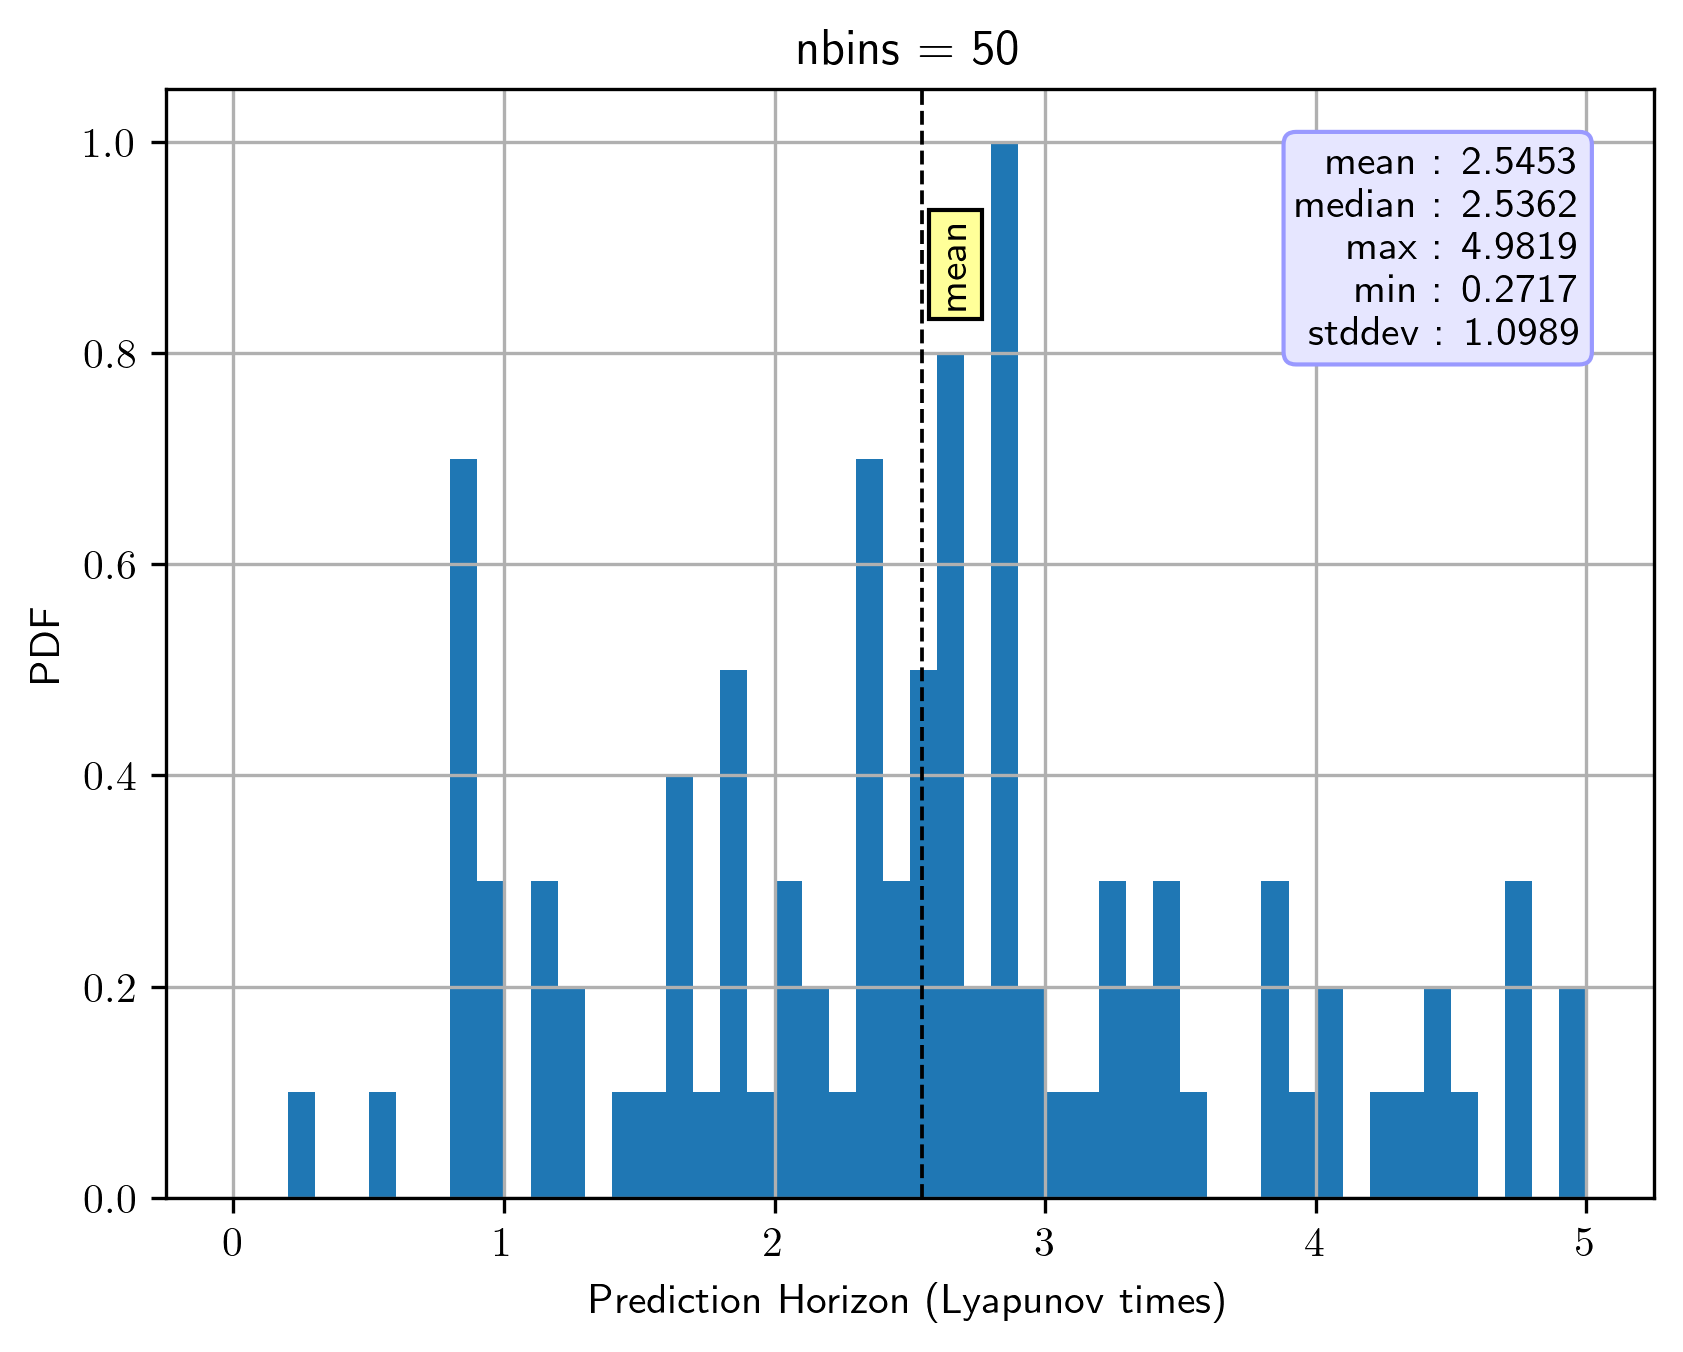 nbins = 50
mean : 2.5453
median : 2.5362
max : 4.9819
min : 0.2717
stddev : 1.0989
mean
PDF
1.0
0.8
0.6
0.4
0.2
0.0
0 1 2 3 4 5
Prediction Horizon (Lyapunov times)